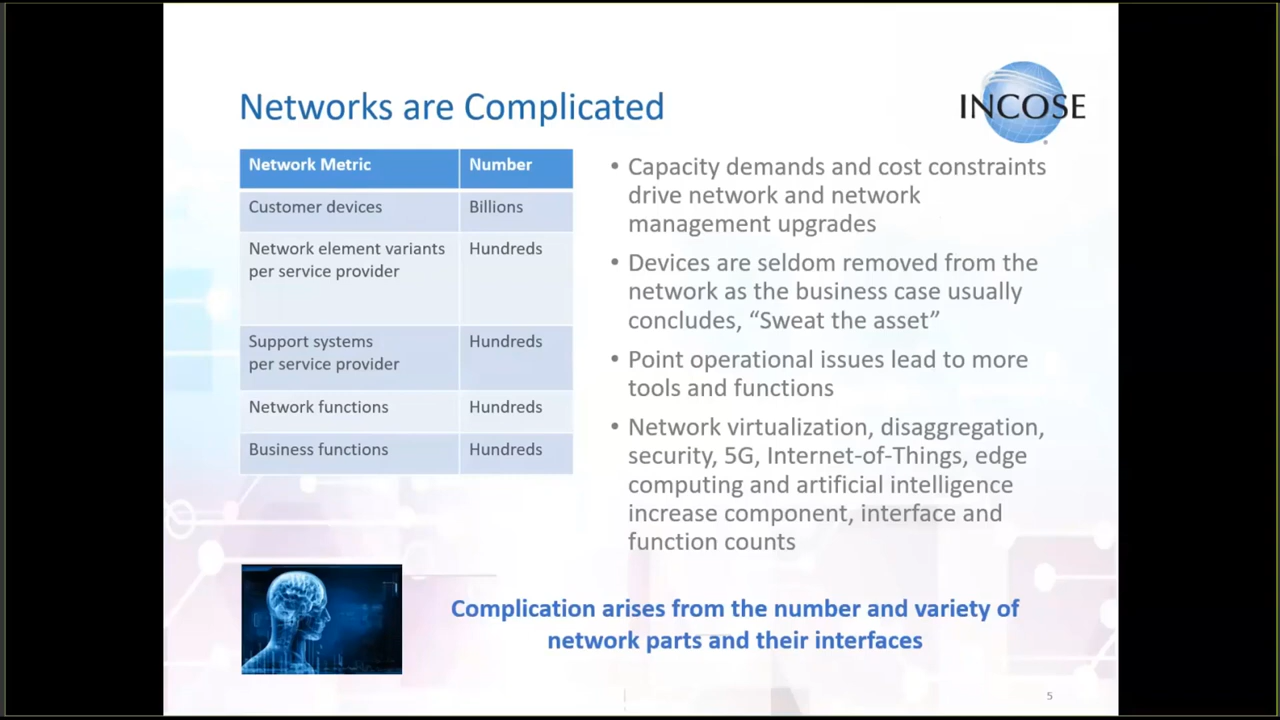 Networks are Complicated
INCOSE
Network Metric Number
Customer devices Billions
Network element variants Hundreds
per service provider
Support systems Hundreds
per service provider
Network functions Hundreds
Business functions Hundreds
• Capacity demands and cost constraints
drive network and network
management upgrades
• Devices are seldom removed from the
network as the business case usually
concludes, “Sweat the asset”
• Point operational issues lead to more
tools and functions
• Network virtualization, disaggregation,
security, 5G, Internet-of-Things, edge
computing and artificial intelligence
increase component, interface and
function counts
Complication arises from the number and variety of
network parts and their interfaces
5